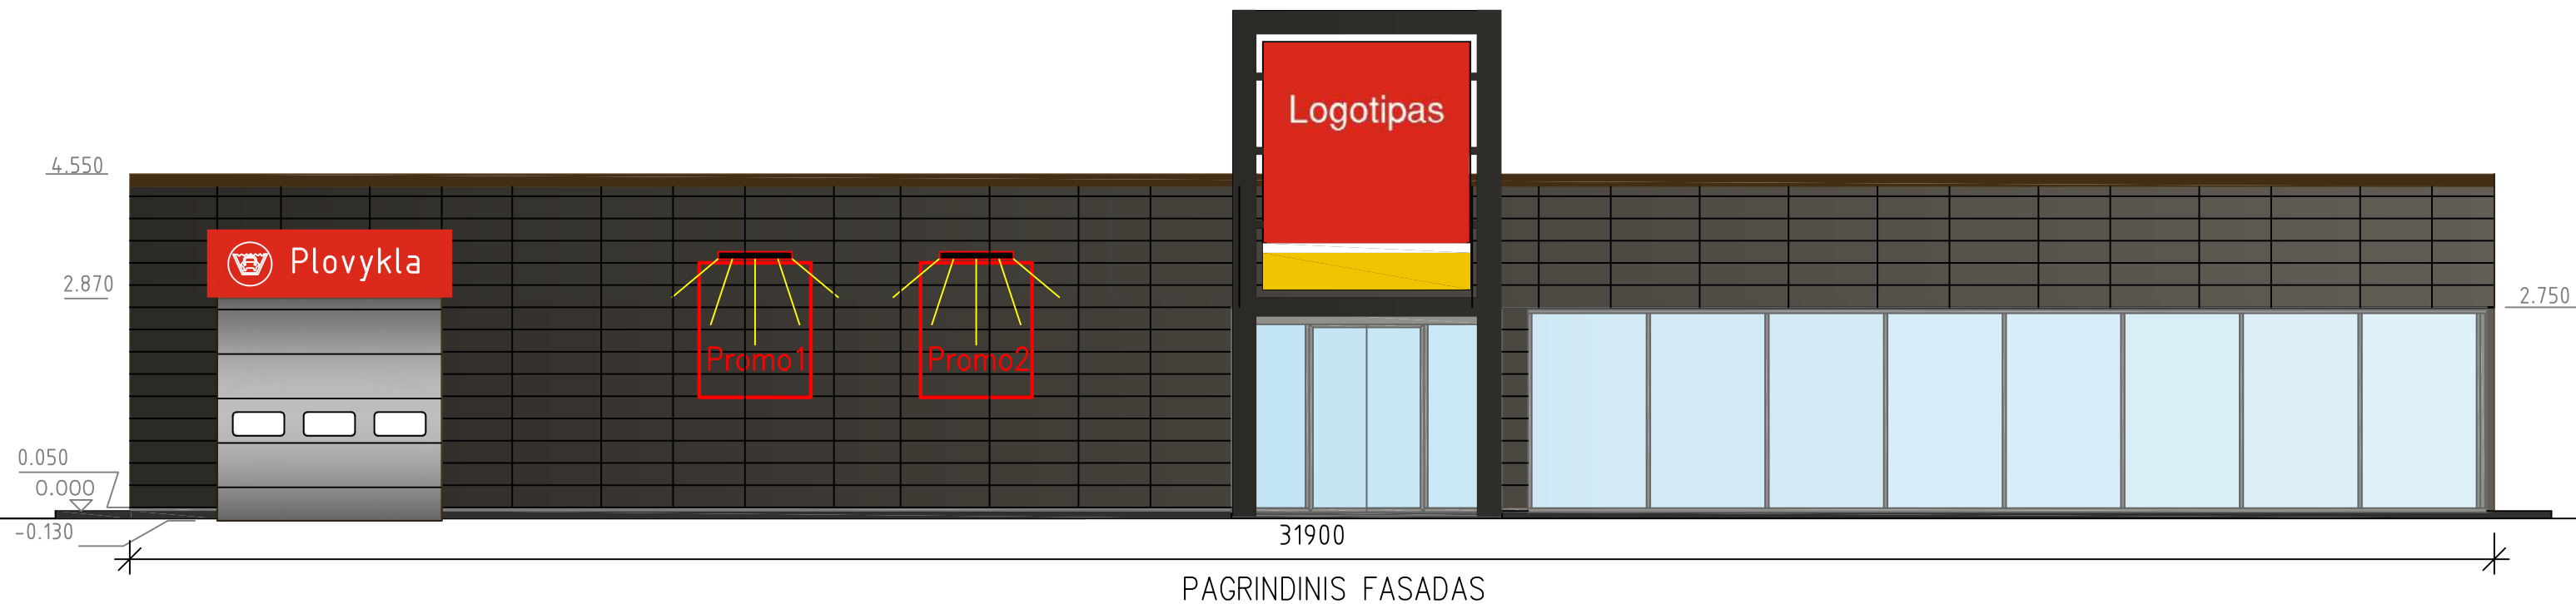 Logotipas
4.550
Plovykla
2.870
2.750
Promo1
Promo2
0.050
0.000
-0.130
31900
PAGRINDINIS FASADAS